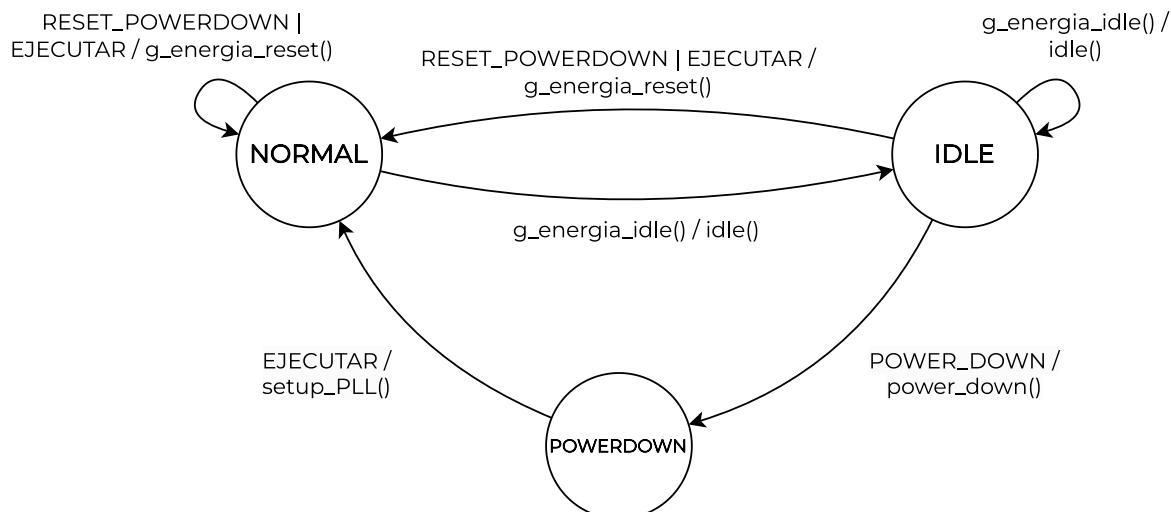 RESET_POWERDOWN |
EJECUTAR / g_energia_reset()
g_energia_idle() /
idle()
RESET_POWERDOWN | EJECUTAR /
g_energia_reset()
NORMAL
IDLE
g_energia_idle() / idle()
EJECUTAR /
setup_PLL()
POWER_DOWN /
power_down()
POWERDOWN